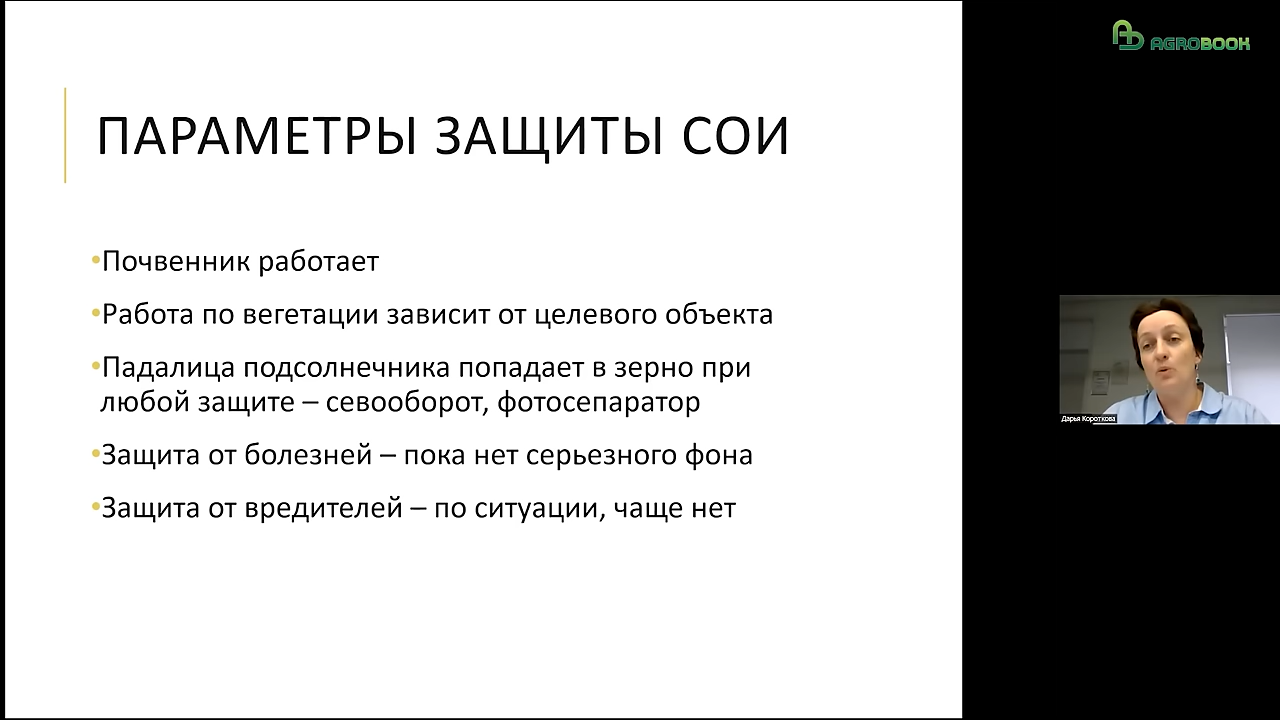 AGROBOOK
ПАРАМЕТРЫ ЗАЩИТЫ СОИ
•Почвенник работает
•Работа по вегетации зависит от целевого объекта
•Падалица подсолнечника попадает в зерно при
любой защите – севооборот, фотосепаратор
•Защита от болезней – пока нет серьезного фона
•Защита от вредителей – по ситуации, чаще нет
Дарья Короткова